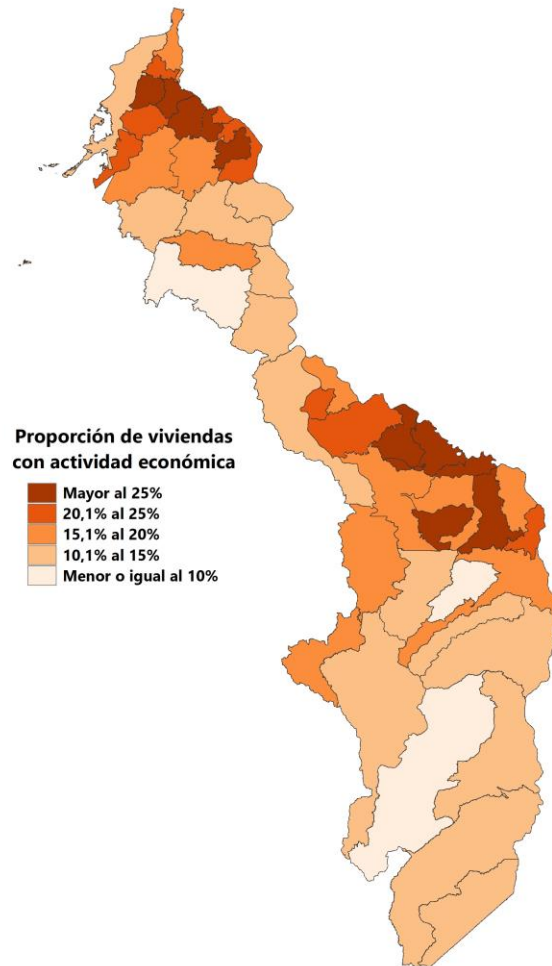 Proporción de viviendas
con actividad económica
Mayor al 25%
20,1% al 25%
15,1% al 20%
10,1% al 15%
Menor o igual al 10%